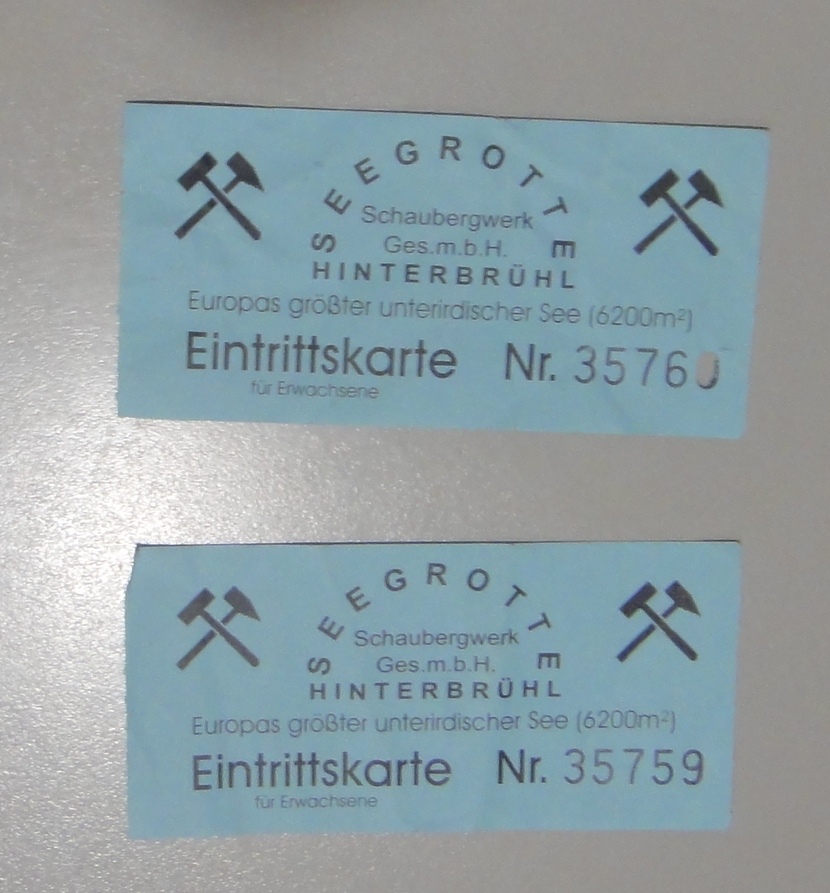 SEEGROTTE
Schaubergwerk
Ges.m.b.H.
HINTERBRÜHL
Europas größter unterirdischer See (6200m²)
Eintrittskarte Nr. 35760
für Erwachsene
SEEGROTTE
Schaubergwerk
Ges.m.b.H.
HINTERBRÜHL
Europas größter unterirdischer See (6200m²)
Eintrittskarte Nr. 35759
für Erwachsene